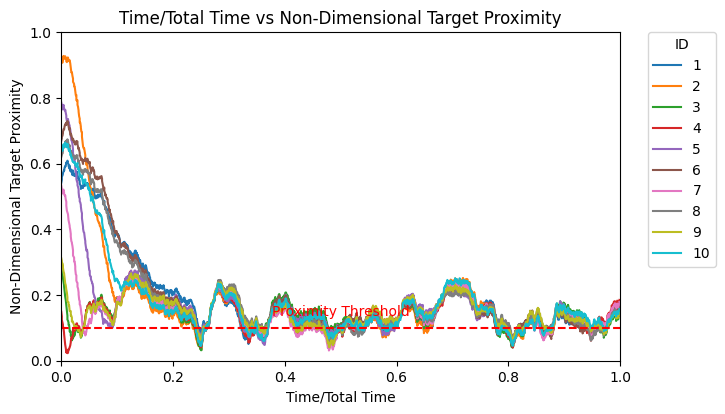 Time/Total Time vs Non-Dimensional Target Proximity
Non-Dimensional Target Proximity
1.0
0.8
0.6
0.4
0.2
0.0
Proximity Threshold
0.0 0.2 0.4 0.6 0.8 1.0
Time/Total Time
ID
1
2
3
4
5
6
7
8
9
10